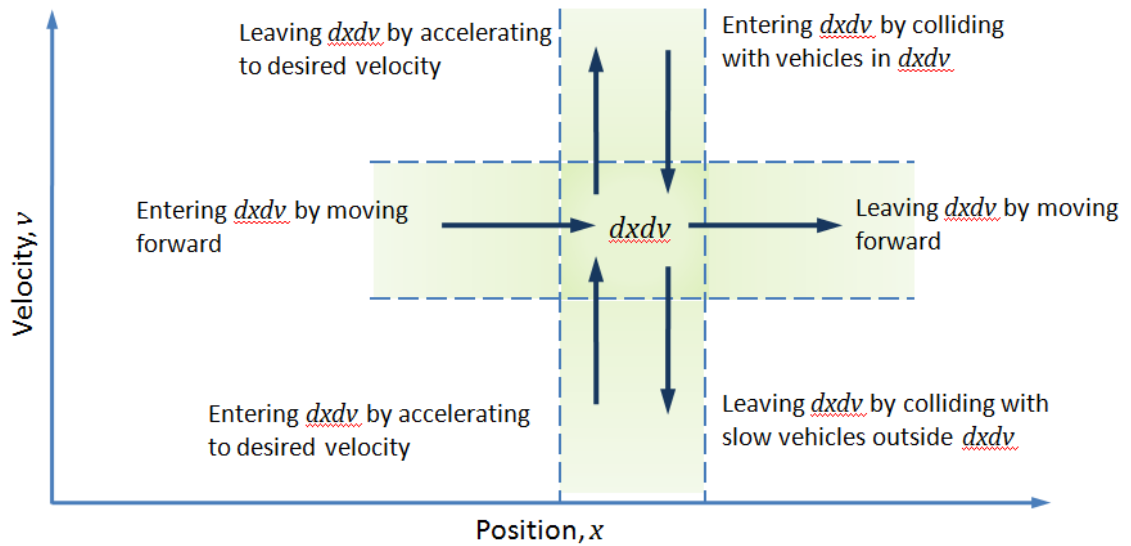 Leaving dxdv by accelerating
to desired velocity
Entering dxdv by colliding
with vehicles in dxdv
Entering dxdv by moving
forward
dxdv
Leaving dxdv by moving
forward
Velocity, v
Entering dxdv by accelerating
to desired velocity
Leaving dxdv by colliding with
slow vehicles outside dxdv
Position, x